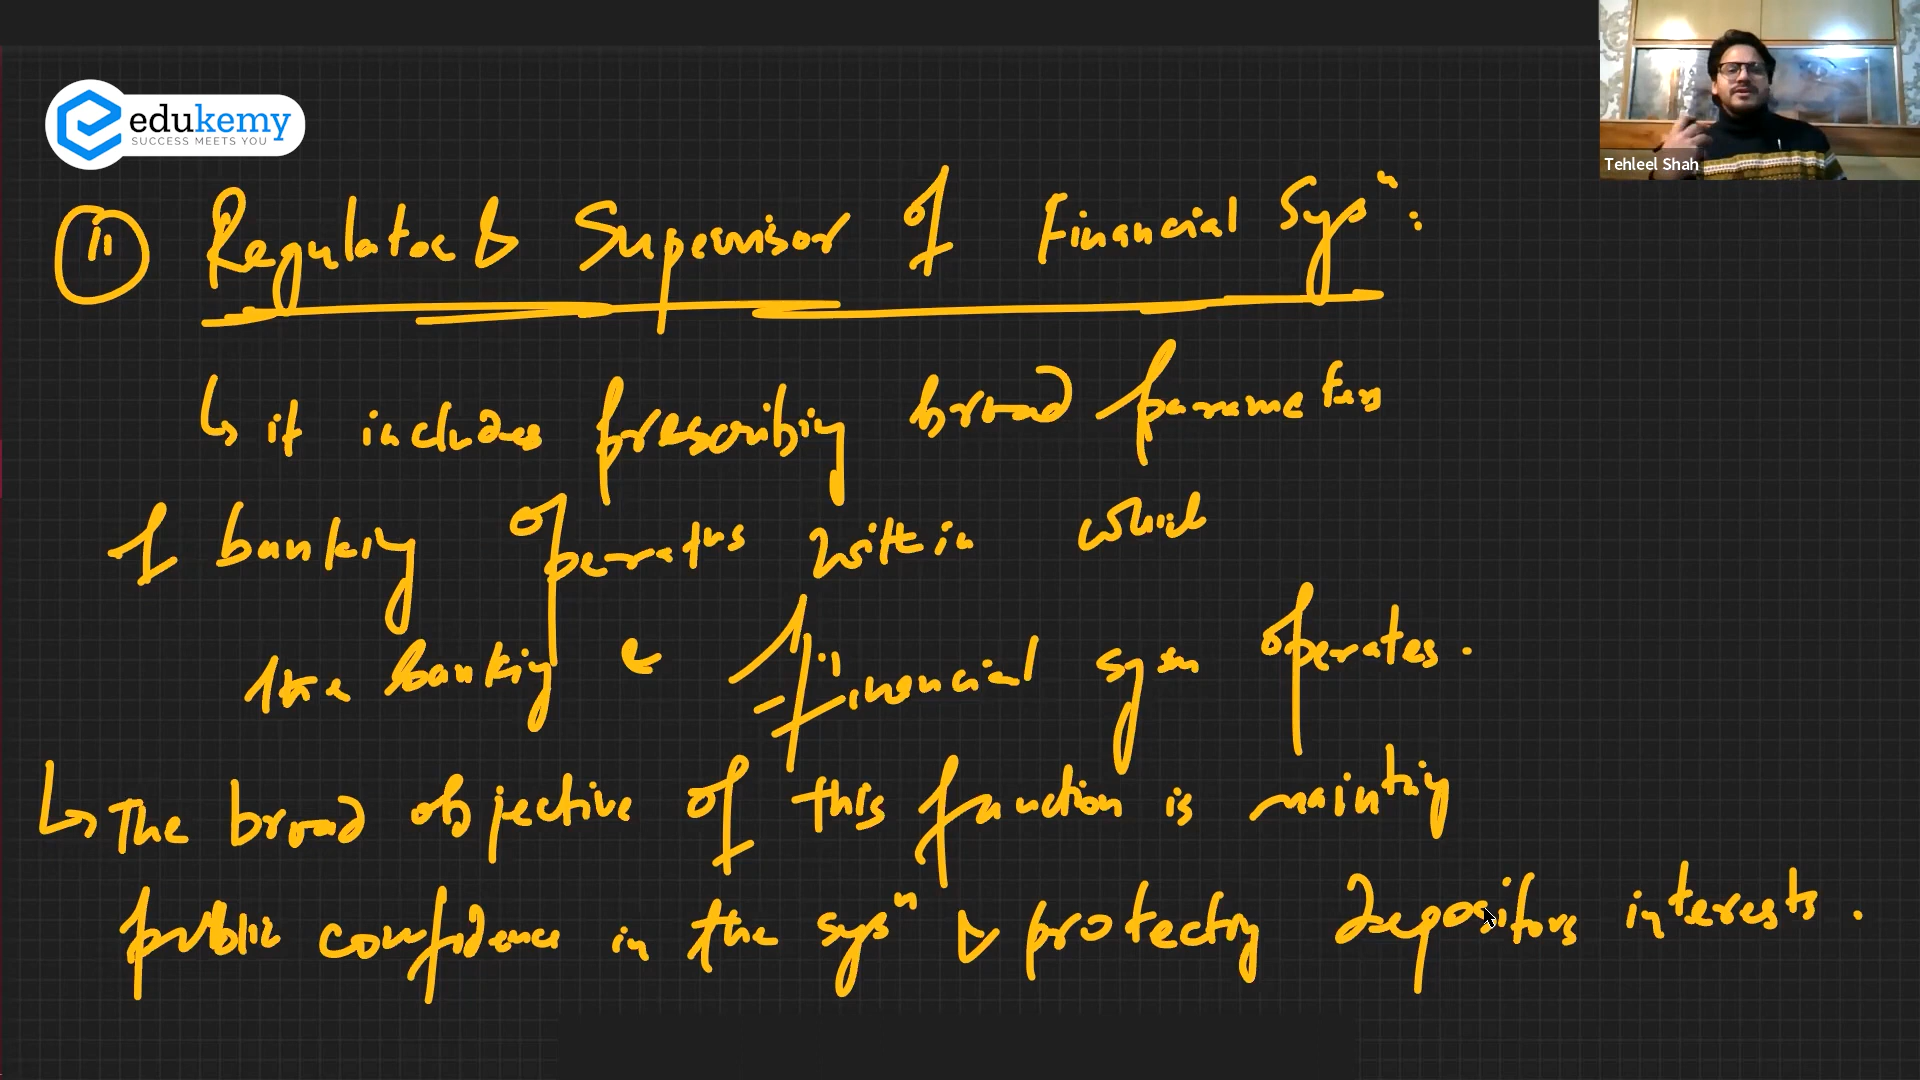 edukemy
SUCCESS MEETS YOU
Tehleel Shah
ii Regulator & Supervisor of Financial Sysⁿ:
↳ it includes prescribing broad parameters
of banking operatns within which
the banking & financial sysm operates.
↳ The broad objective of this function is mainting
public confidence in the sysⁿ & protecting depositors interests.